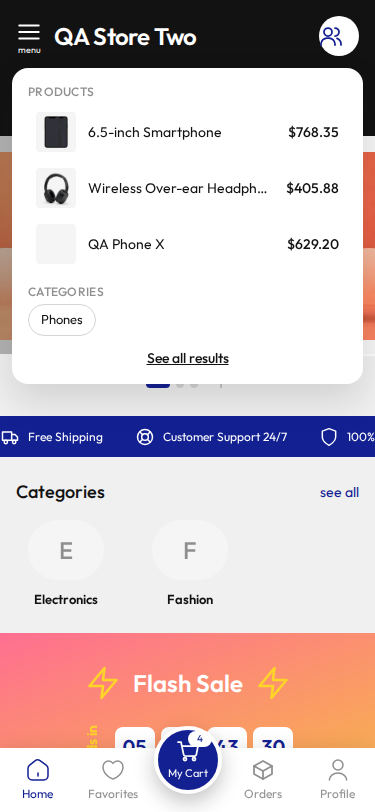 menu
QA Store Two
PRODUCTS
6.5-inch Smartphone $768.35
Wireless Over-ear Headph... $405.88
QA Phone X $629.20
CATEGORIES
Phones
See all results
Free Shipping Customer Support 24/7 100%
Categories see all
E F
Electronics Fashion
Flash Sale
05 43 30
4
My Cart
Home Favorites Orders Profile